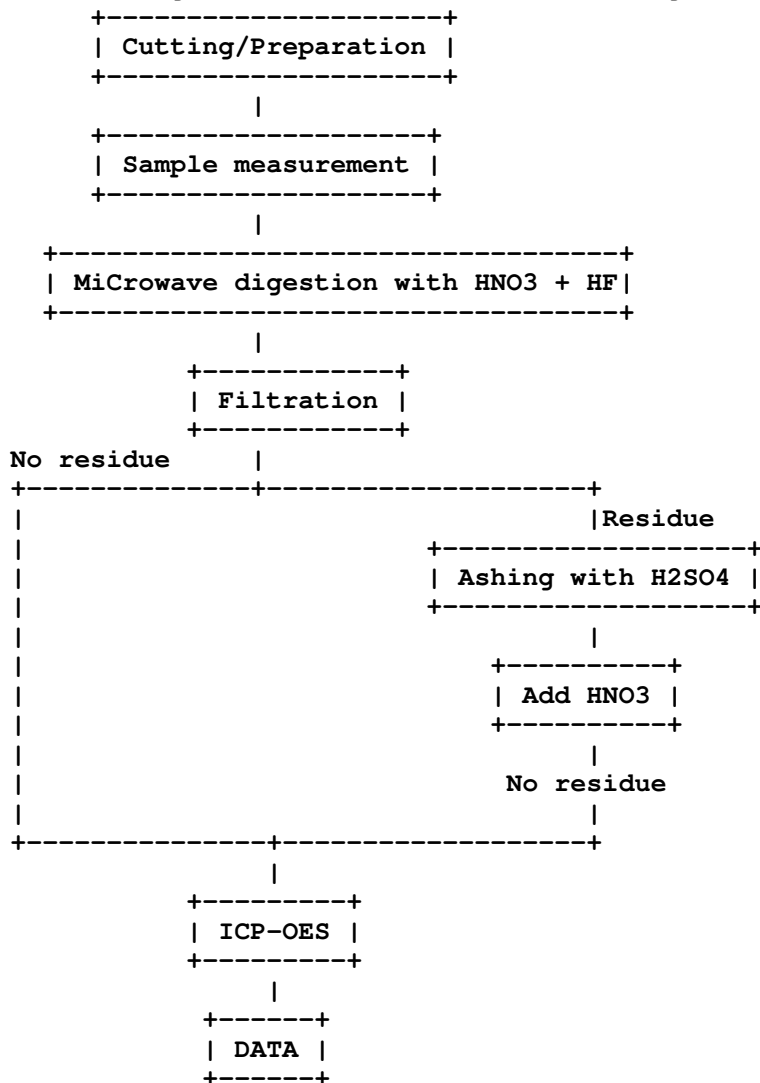 Cutting/Preparation
Sample measurement
MiCrowave digestion with HNO3 + HF
Filtration
No residue
Residue
Ashing with H2SO4
Add HNO3
No residue
ICP-OES
DATA